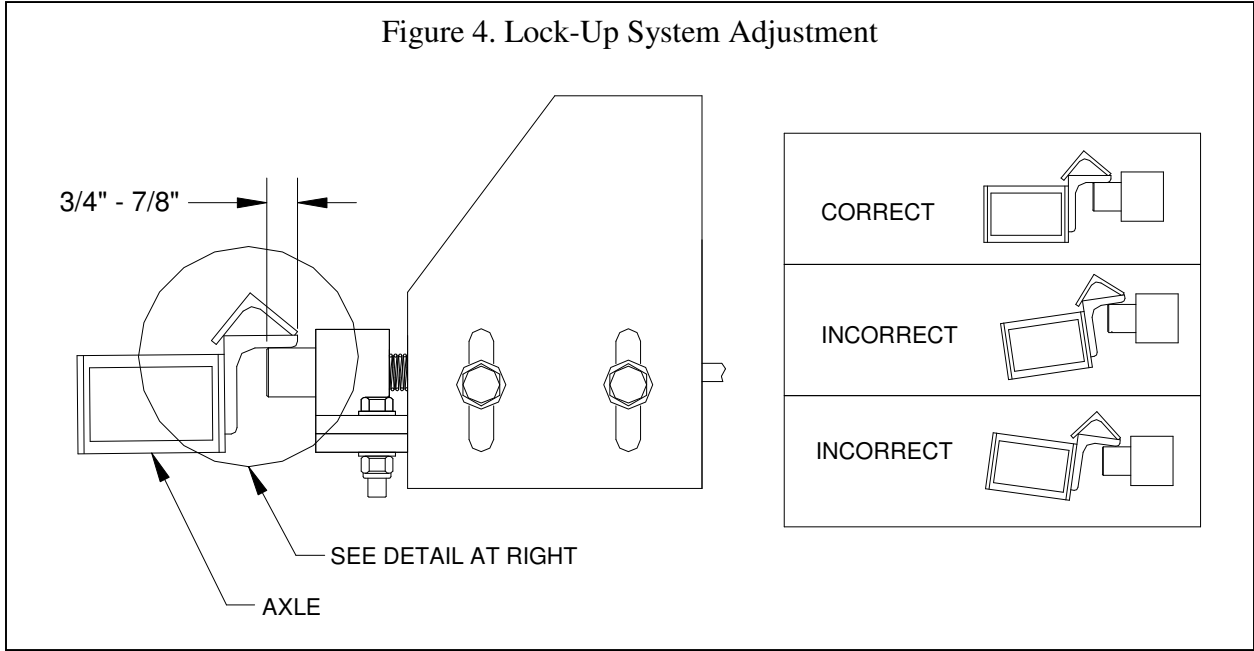 Figure 4. Lock-Up System Adjustment
3/4" - 7/8"
SEE DETAIL AT RIGHT
AXLE
CORRECT
INCORRECT
INCORRECT